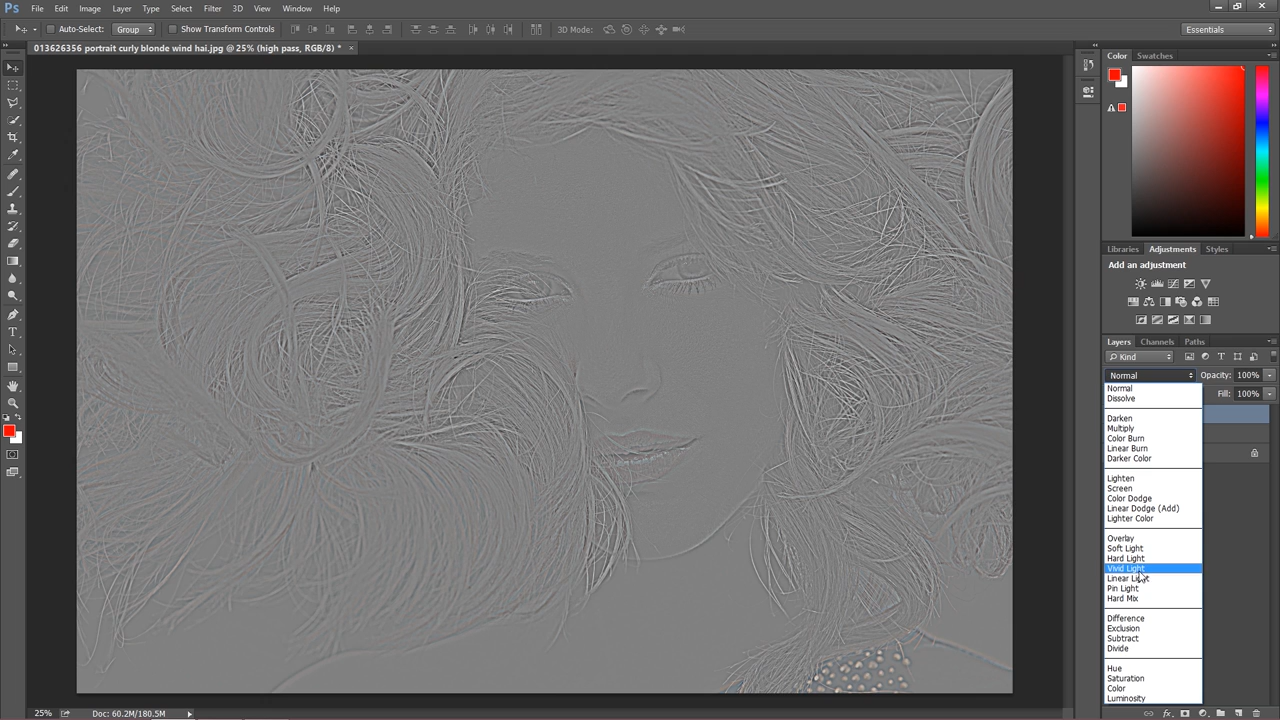 Ps File Edit Image Layer Type Select Filter 3D View Window Help
Auto-Select: Group Show Transform Controls 3D Mode: Essentials
013626356 portrait curly blonde wind hai.jpg @ 25% (high pass, RGB/8) * ×
Color Swatches
Libraries Adjustments Styles
Add an adjustment
Layers Channels Paths
Kind
Normal Opacity: 100%
Fill: 100%
Normal
Dissolve
Darken
Multiply
Color Burn
Linear Burn
Darker Color
Lighten
Screen
Color Dodge
Linear Dodge (Add)
Lighter Color
Overlay
Soft Light
Hard Light
Vivid Light
Linear Light
Pin Light
Hard Mix
Difference
Exclusion
Subtract
Divide
Hue
Saturation
Color
Luminosity
25% Doc: 60.2M/180.5M